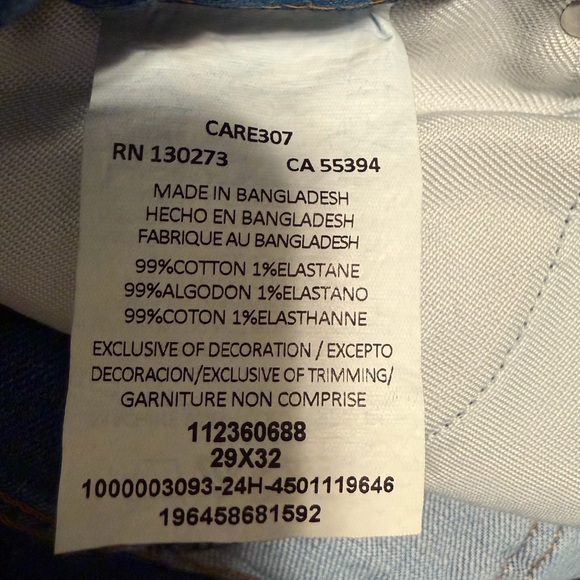 CARE307
RN 130273 CA 55394
MADE IN BANGLADESH
HECHO EN BANGLADESH
FABRIQUE AU BANGLADESH
99%COTTON 1%ELASTANE
99%ALGODON 1%ELASTANO
99%COTON 1%ELASTHANNE
EXCLUSIVE OF DECORATION / EXCEPTO
DECORACION/EXCLUSIVE OF TRIMMING/
GARNITURE NON COMPRISE
112360688
29X32
1000003093-24H-4501119646
196458681592